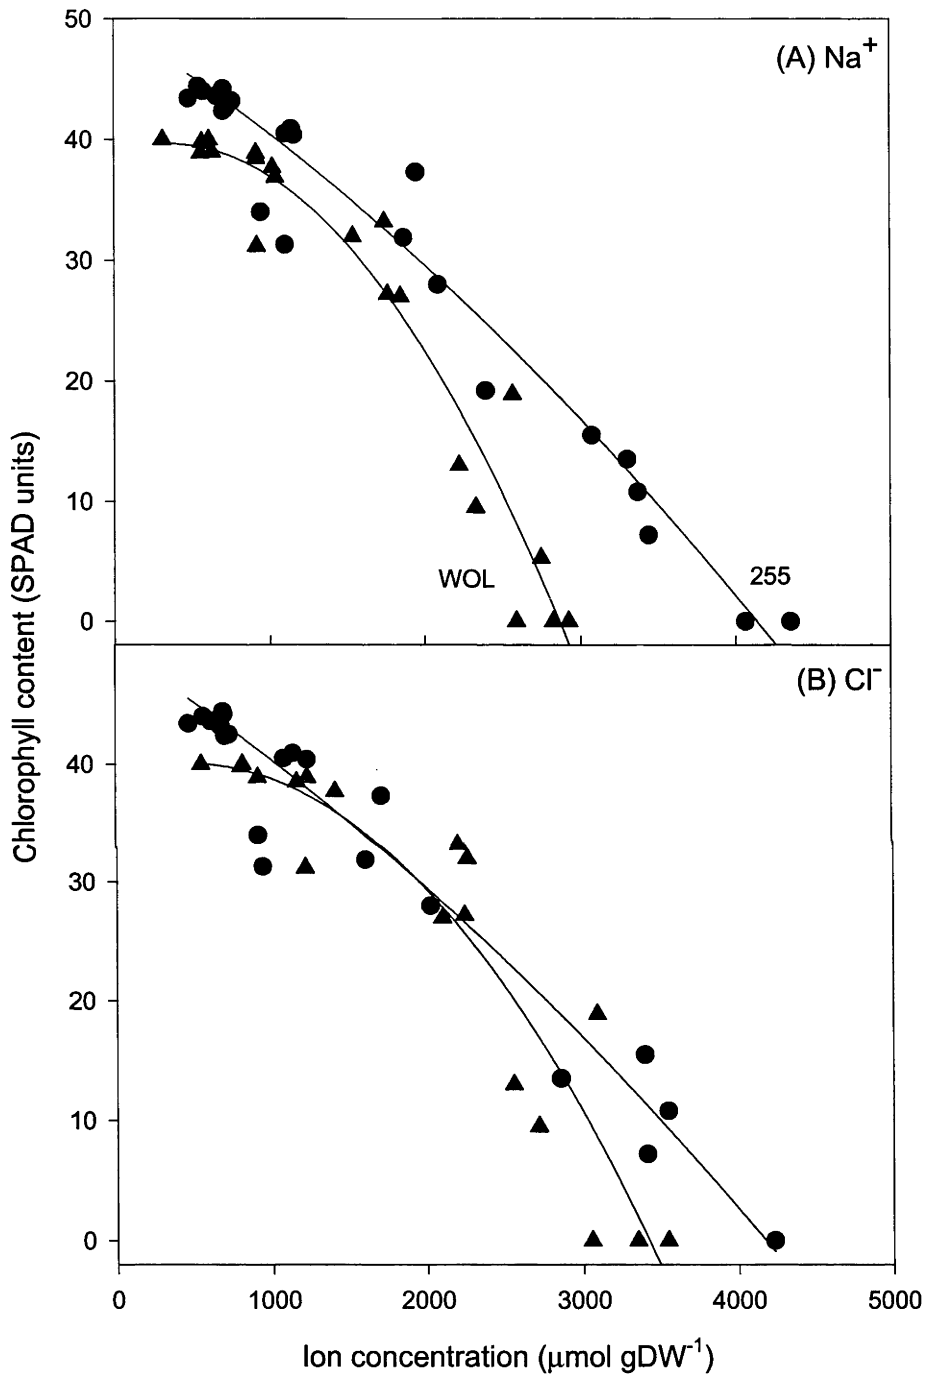 50
(A) Na+
40
30
20
10
WOL
255
0
Chlorophyll content (SPAD units)
(B) Cl-
40
30
20
10
0
0 1000 2000 3000 4000 5000
Ion concentration (μmol gDW-1)